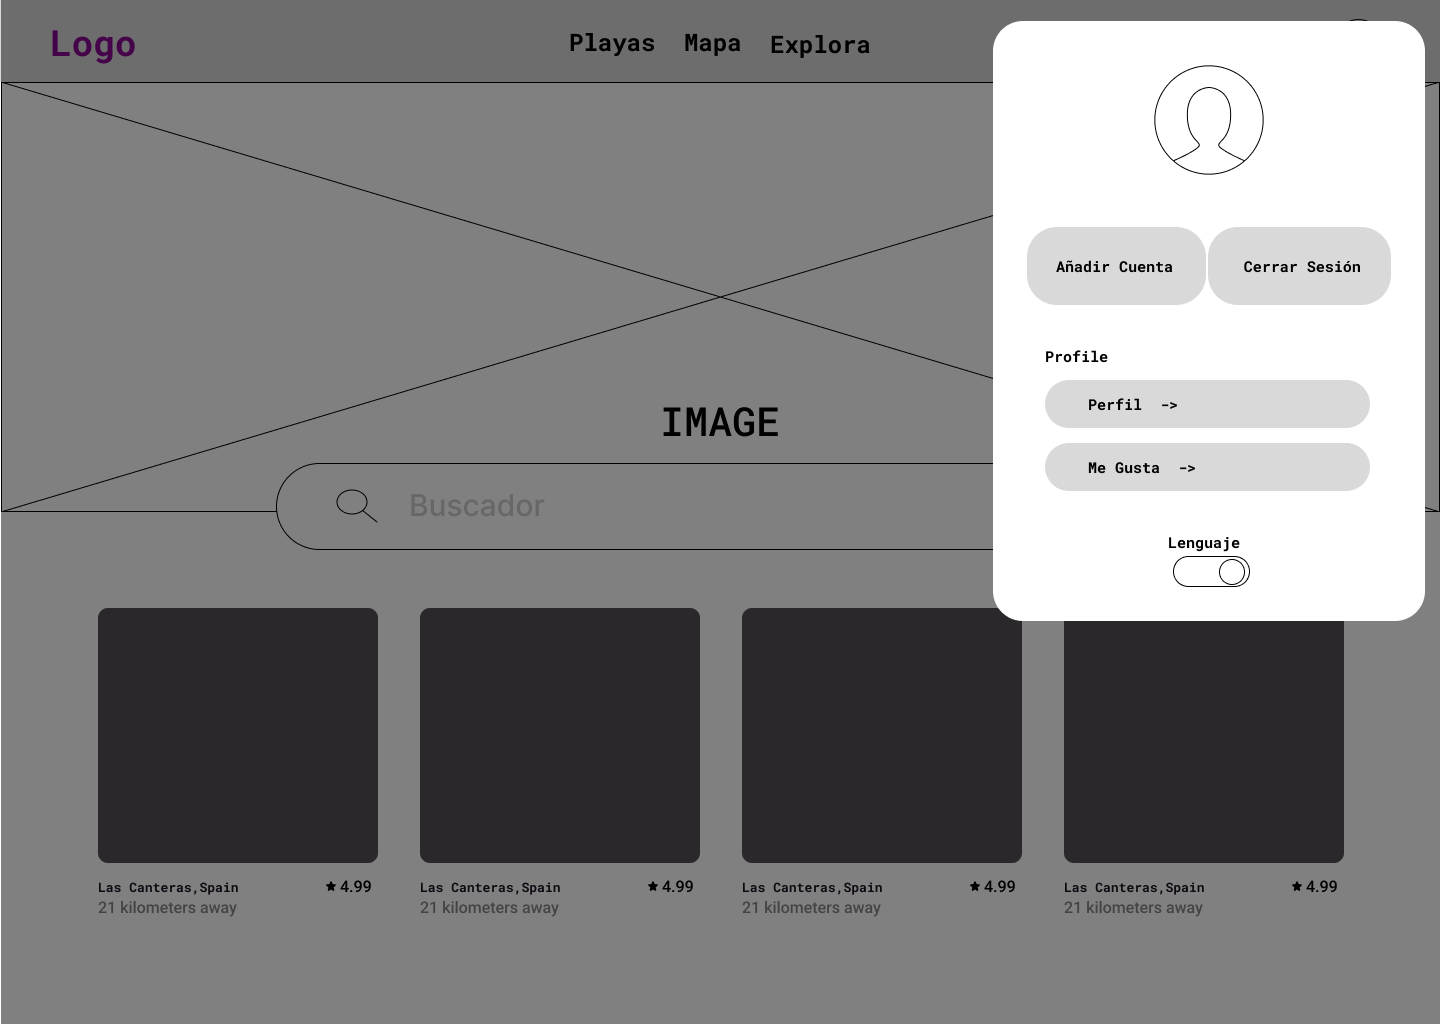 Logo
Playas Mapa Explora
IMAGE
Buscador
Añadir Cuenta
Cerrar Sesión
Profile
Perfil ->
Me Gusta ->
Lenguaje
Las Canteras,Spain ★ 4.99
21 kilometers away
Las Canteras,Spain ★ 4.99
21 kilometers away
Las Canteras,Spain ★ 4.99
21 kilometers away
Las Canteras,Spain ★ 4.99
21 kilometers away